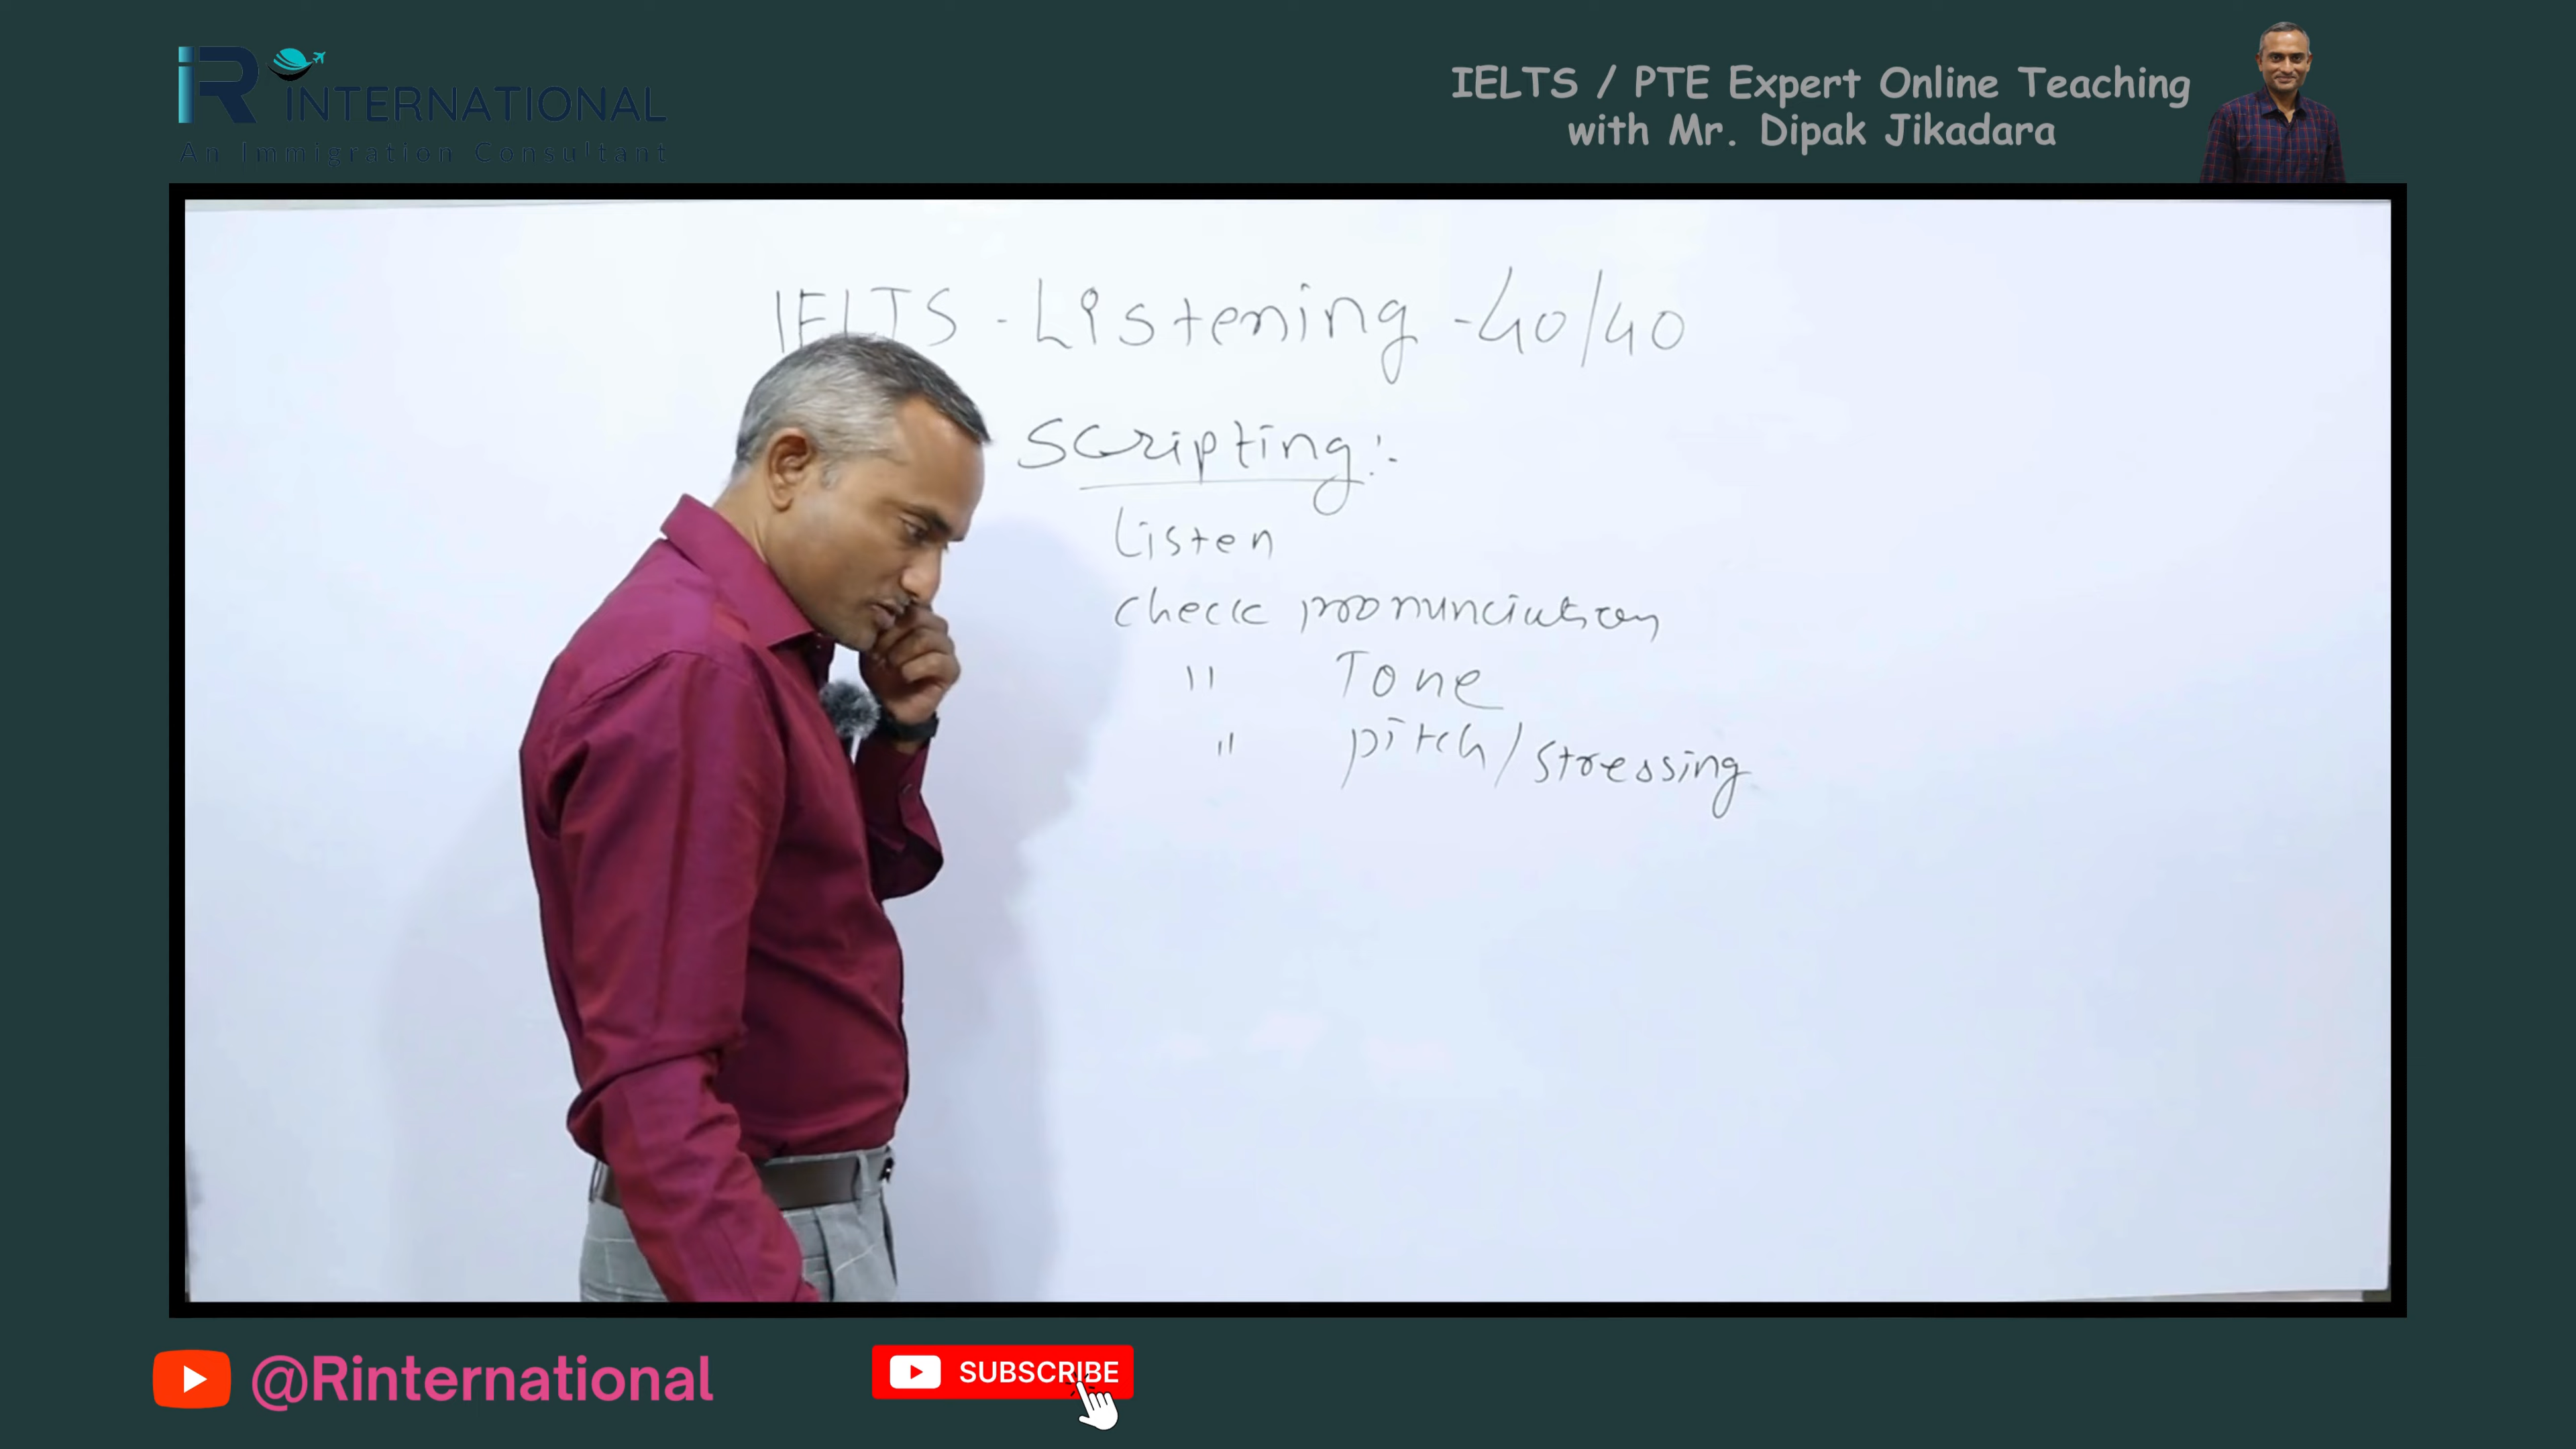 iR INTERNATIONAL
An Immigration Consultant
IELTS / PTE Expert Online Teaching
with Mr. Dipak Jikadara
IELTS - Listening - 40/40
Scripting:-
Listen
check pronunciation
" Tone
" pitch/stressing
@Rinternational
SUBSCRIBE